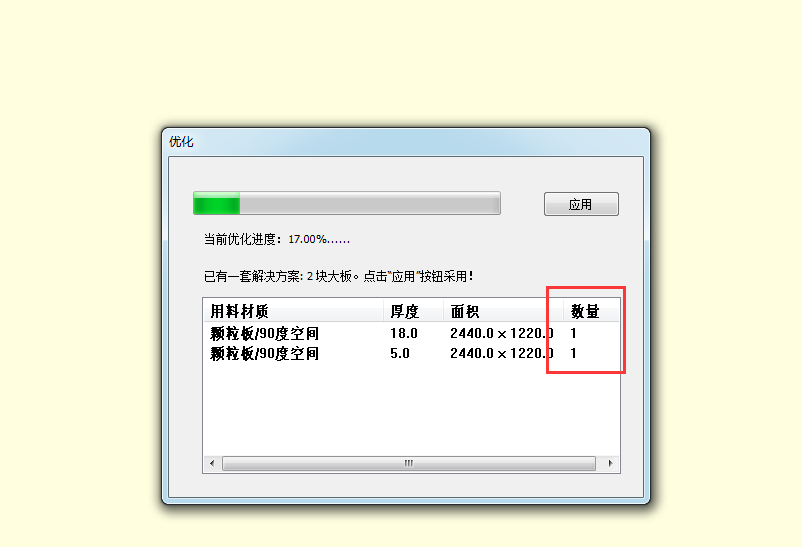 优化
应用
当前优化进度：17.00%......
已有一套解决方案: 2 块大板。点击“应用”按钮采用！
用料材质 厚度 面积 数量
颗粒板/90度空间 18.0 2440.0×1220.0 1
颗粒板/90度空间 5.0 2440.0×1220.0 1